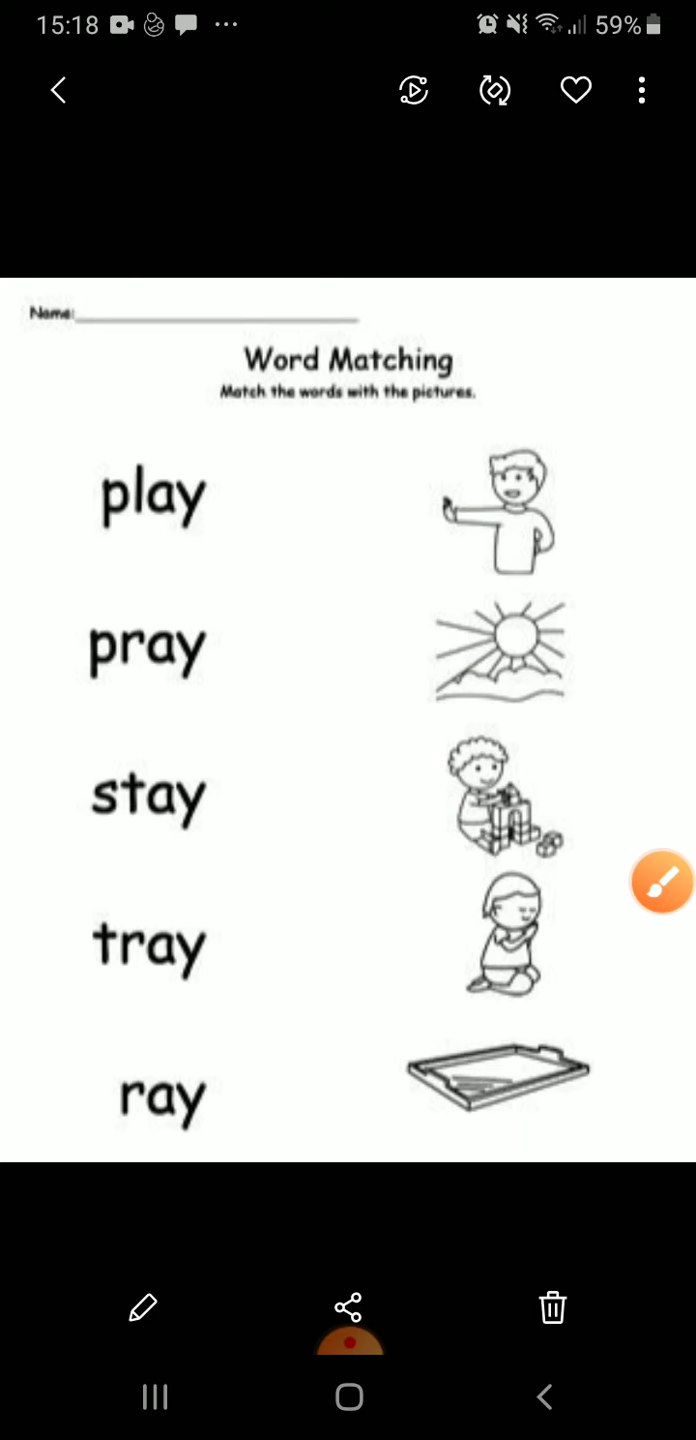 15:18 59%
Name:
Word Matching
Match the words with the pictures.
play
pray
stay
tray
ray